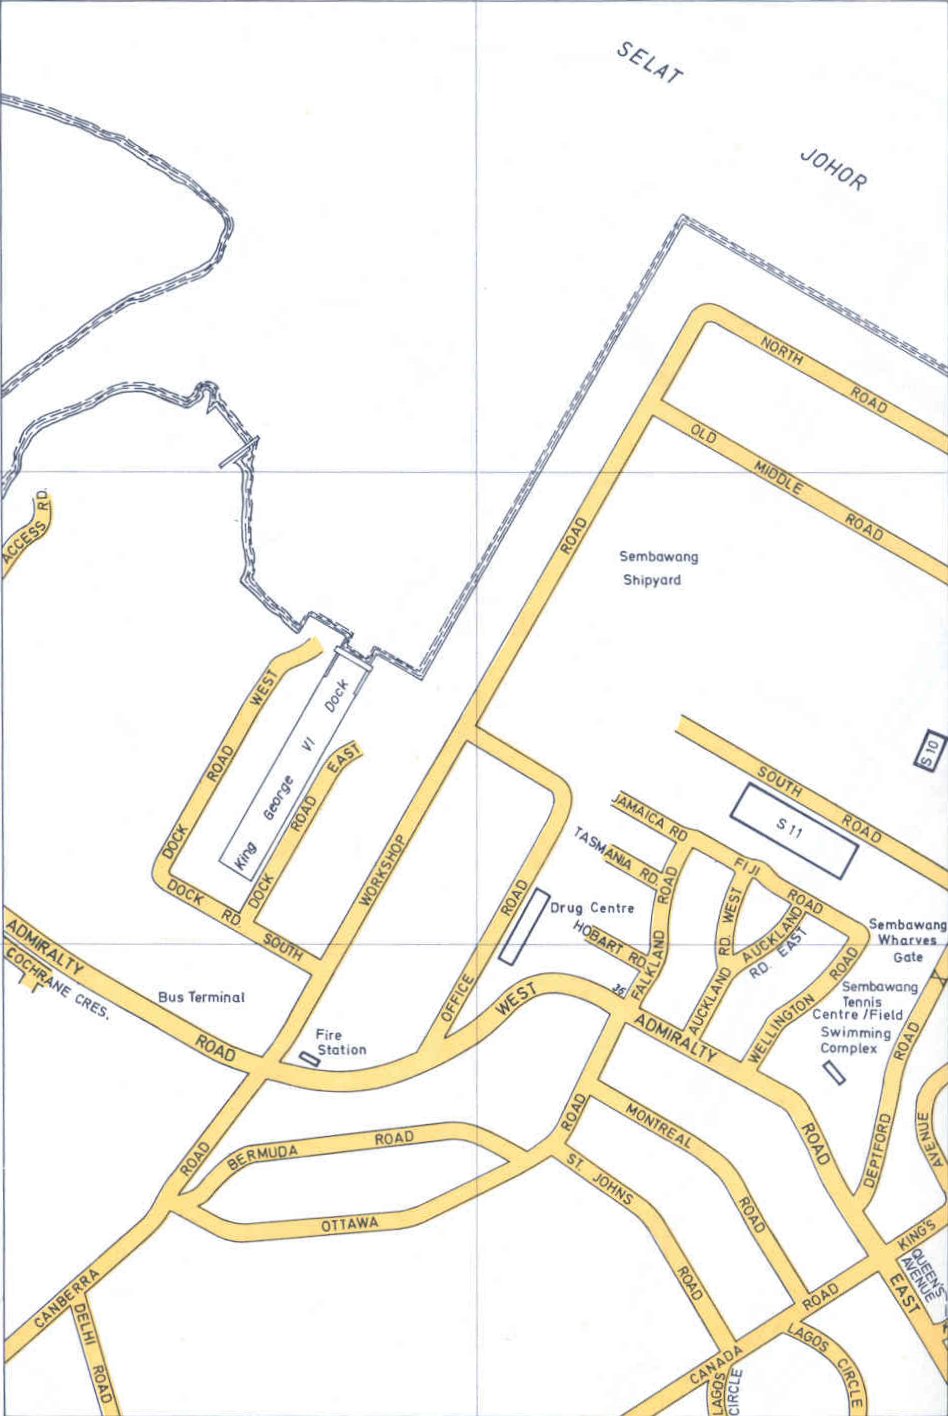 SELAT
JOHOR
NORTH ROAD
OLD MIDDLE ROAD
ACCESS RD.
ROAD
Sembawang
Shipyard
DOCK ROAD WEST
King George VI Dock
DOCK ROAD EAST
S 10
SOUTH ROAD
S 11
JAMAICA RD
TASMANIA RD
FIJI ROAD
WORKSHOP
DOCK RD. SOUTH
OFFICE ROAD
Drug Centre
HOBART RD.
FALKLAND ROAD
AUCKLAND RD. WEST
AUCKLAND
RD. EAST
WELLINGTON ROAD
Sembawang
Wharves
Gate
ADMIRALTY ROAD WEST
COCHRANE CRES.
Bus Terminal
36
Sembawang
Tennis
Centre / Field
Swimming
Complex
Fire
Station
ADMIRALTY ROAD EAST
DEPTFORD ROAD
AVENUE
BERMUDA ROAD
OTTAWA ROAD
MONTREAL ROAD
ST. JOHNS ROAD
KING'S
QUEEN'S
AVENUE
CANBERRA ROAD
DELHI ROAD
CANADA ROAD
LAGOS CIRCLE
LAGOS
CIRCLE